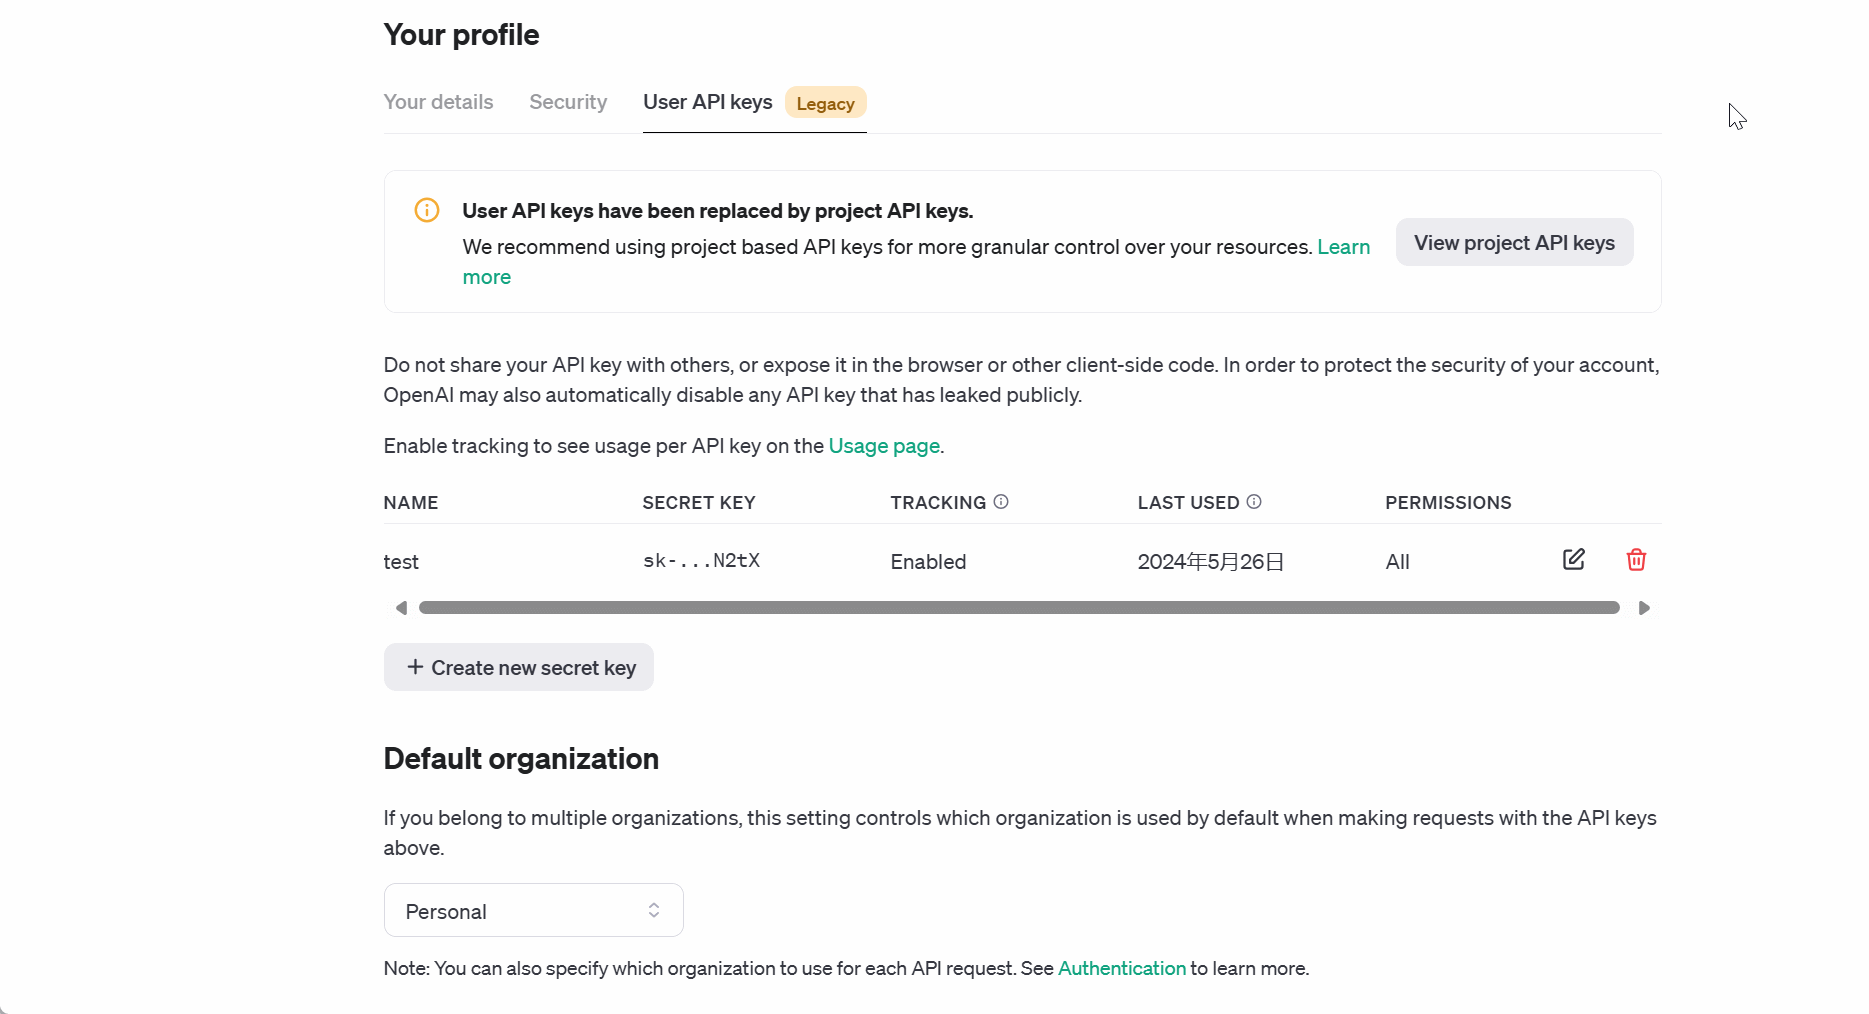 Your profile
Your details Security User API keys Legacy
User API keys have been replaced by project API keys.
We recommend using project based API keys for more granular control over your resources. Learn
more
View project API keys
Do not share your API key with others, or expose it in the browser or other client-side code. In order to protect the security of your account,
OpenAI may also automatically disable any API key that has leaked publicly.
Enable tracking to see usage per API key on the Usage page.
NAME SECRET KEY TRACKING LAST USED PERMISSIONS
test sk-...N2tX Enabled 2024年5月26日 All
+ Create new secret key
Default organization
If you belong to multiple organizations, this setting controls which organization is used by default when making requests with the API keys
above.
Personal
Note: You can also specify which organization to use for each API request. See Authentication to learn more.